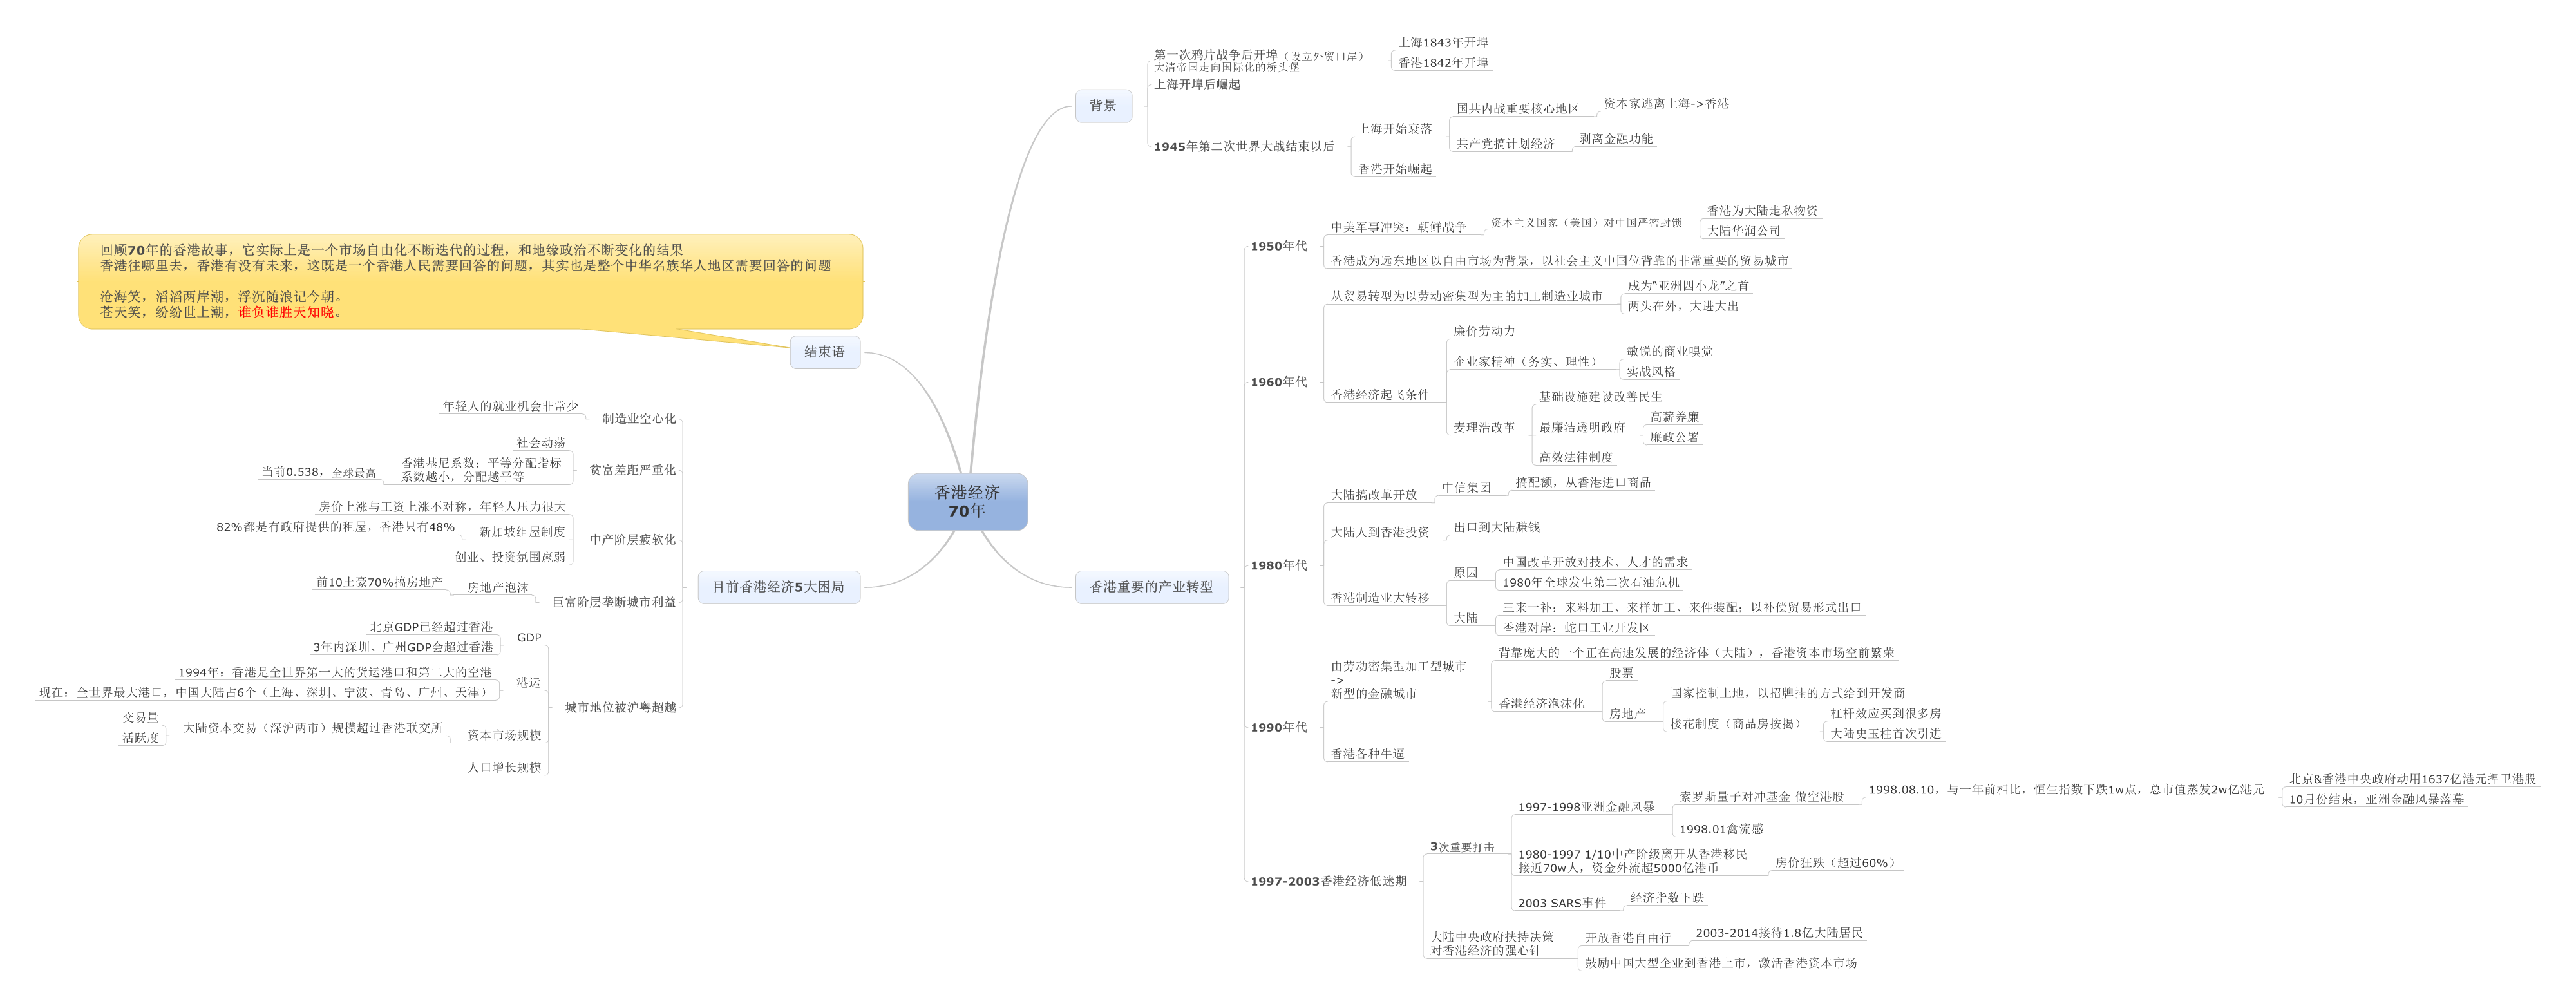 香港经济
70年
背景
第一次鸦片战争后开埠（设立外贸口岸）
大清帝国走向国际化的桥头堡
上海1843年开埠
香港1842年开埠
上海开埠后崛起
1945年第二次世界大战结束以后
上海开始衰落
国共内战重要核心地区
资本家逃离上海->香港
共产党搞计划经济
剥离金融功能
香港开始崛起
香港重要的产业转型
1950年代
中美军事冲突：朝鲜战争
资本主义国家（美国）对中国严密封锁
香港为大陆走私物资
大陆华润公司
香港成为远东地区以自由市场为背景，以社会主义中国位背靠的非常重要的贸易城市
1960年代
从贸易转型为以劳动密集型为主的加工制造业城市
成为“亚洲四小龙”之首
两头在外，大进大出
香港经济起飞条件
廉价劳动力
企业家精神（务实、理性）
敏锐的商业嗅觉
实战风格
麦理浩改革
基础设施建设改善民生
最廉洁透明政府
高薪养廉
廉政公署
高效法律制度
1980年代
大陆搞改革开放
中信集团
搞配额，从香港进口商品
大陆人到香港投资
出口到大陆赚钱
香港制造业大转移
原因
中国改革开放对技术、人才的需求
1980年全球发生第二次石油危机
大陆
三来一补：来料加工、来样加工、来件装配；以补偿贸易形式出口
香港对岸：蛇口工业开发区
1990年代
由劳动密集型加工型城市
->
新型的金融城市
背靠庞大的一个正在高速发展的经济体（大陆），香港资本市场空前繁荣
香港经济泡沫化
股票
房地产
国家控制土地，以招牌挂的方式给到开发商
楼花制度（商品房按揭）
杠杆效应买到很多房
大陆史玉柱首次引进
香港各种牛逼
1997-2003香港经济低迷期
3次重要打击
1997-1998亚洲金融风暴
索罗斯量子对冲基金 做空港股
1998.08.10，与一年前相比，恒生指数下跌1w点，总市值蒸发2w亿港元
北京&香港中央政府动用1637亿港元捍卫港股
10月份结束，亚洲金融风暴落幕
1998.01禽流感
1980-1997 1/10中产阶级离开从香港移民
接近70w人，资金外流超5000亿港币
房价狂跌（超过60%）
2003 SARS事件
经济指数下跌
大陆中央政府扶持决策
对香港经济的强心针
开放香港自由行
2003-2014接待1.8亿大陆居民
鼓励中国大型企业到香港上市，激活香港资本市场
目前香港经济5大困局
制造业空心化
年轻人的就业机会非常少
贫富差距严重化
社会动荡
香港基尼系数：平等分配指标
系数越小，分配越平等
当前0.538，全球最高
中产阶层疲软化
房价上涨与工资上涨不对称，年轻人压力很大
新加坡组屋制度
82%都是有政府提供的租屋，香港只有48%
创业、投资氛围羸弱
巨富阶层垄断城市利益
房地产泡沫
前10土豪70%搞房地产
城市地位被沪粤超越
GDP
北京GDP已经超过香港
3年内深圳、广州GDP会超过香港
港运
1994年：香港是全世界第一大的货运港口和第二大的空港
现在：全世界最大港口，中国大陆占6个（上海、深圳、宁波、青岛、广州、天津）
资本市场规模
大陆资本交易（深沪两市）规模超过香港联交所
交易量
活跃度
人口增长规模
结束语
回顾70年的香港故事，它实际上是一个市场自由化不断迭代的过程，和地缘政治不断变化的结果
香港往哪里去，香港有没有未来，这既是一个香港人民需要回答的问题，其实也是整个中华名族华人地区需要回答的问题
沧海笑，滔滔两岸潮，浮沉随浪记今朝。
苍天笑，纷纷世上潮，谁负谁胜天知晓。